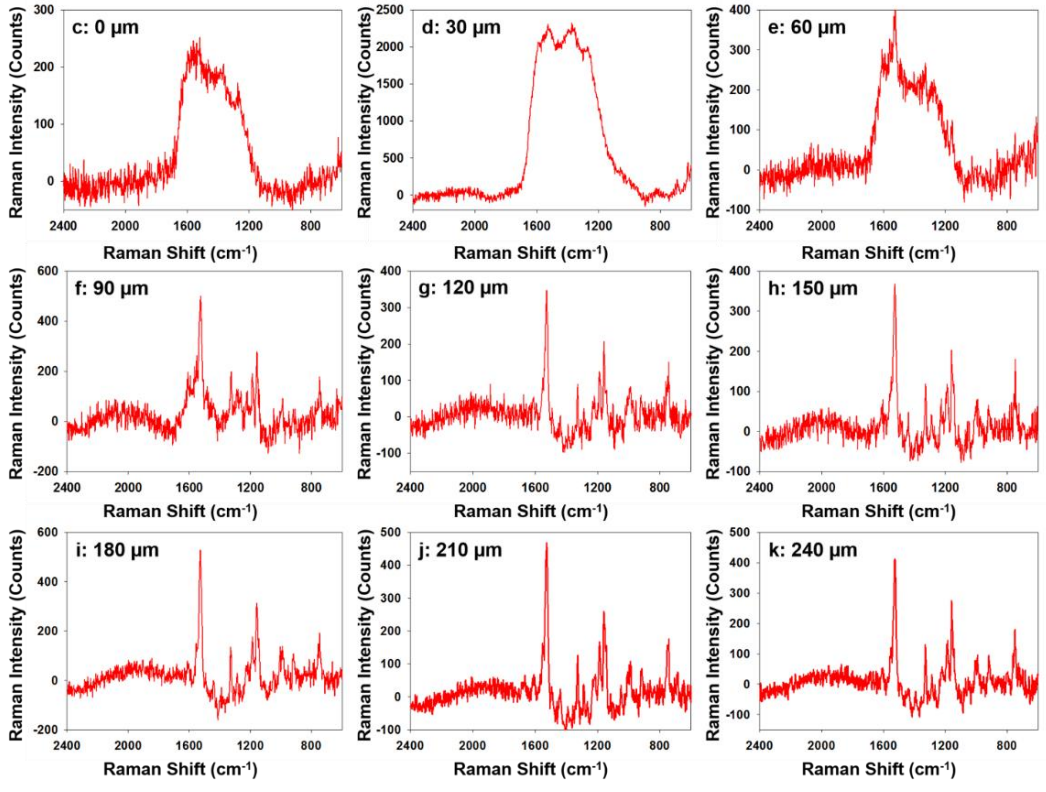 c: 0 µm
Raman Intensity (Counts)
300
200
100
0
2400 2000 1600 1200 800
Raman Shift (cm-1)
d: 30 µm
Raman Intensity (Counts)
2500
2000
1500
1000
500
0
2400 2000 1600 1200 800
Raman Shift (cm-1)
e: 60 µm
Raman Intensity (Counts)
400
300
200
100
0
-100
2400 2000 1600 1200 800
Raman Shift (cm-1)
f: 90 µm
Raman Intensity (Counts)
600
400
200
0
-200
2400 2000 1600 1200 800
Raman Shift (cm-1)
g: 120 µm
Raman Intensity (Counts)
400
300
200
100
0
-100
2400 2000 1600 1200 800
Raman Shift (cm-1)
h: 150 µm
Raman Intensity (Counts)
400
300
200
100
0
-100
2400 2000 1600 1200 800
Raman Shift (cm-1)
i: 180 µm
Raman Intensity (Counts)
600
400
200
0
-200
2400 2000 1600 1200 800
Raman Shift (cm-1)
j: 210 µm
Raman Intensity (Counts)
500
400
300
200
100
0
-100
2400 2000 1600 1200 800
Raman Shift (cm-1)
k: 240 µm
Raman Intensity (Counts)
500
400
300
200
100
0
-100
2400 2000 1600 1200 800
Raman Shift (cm-1)